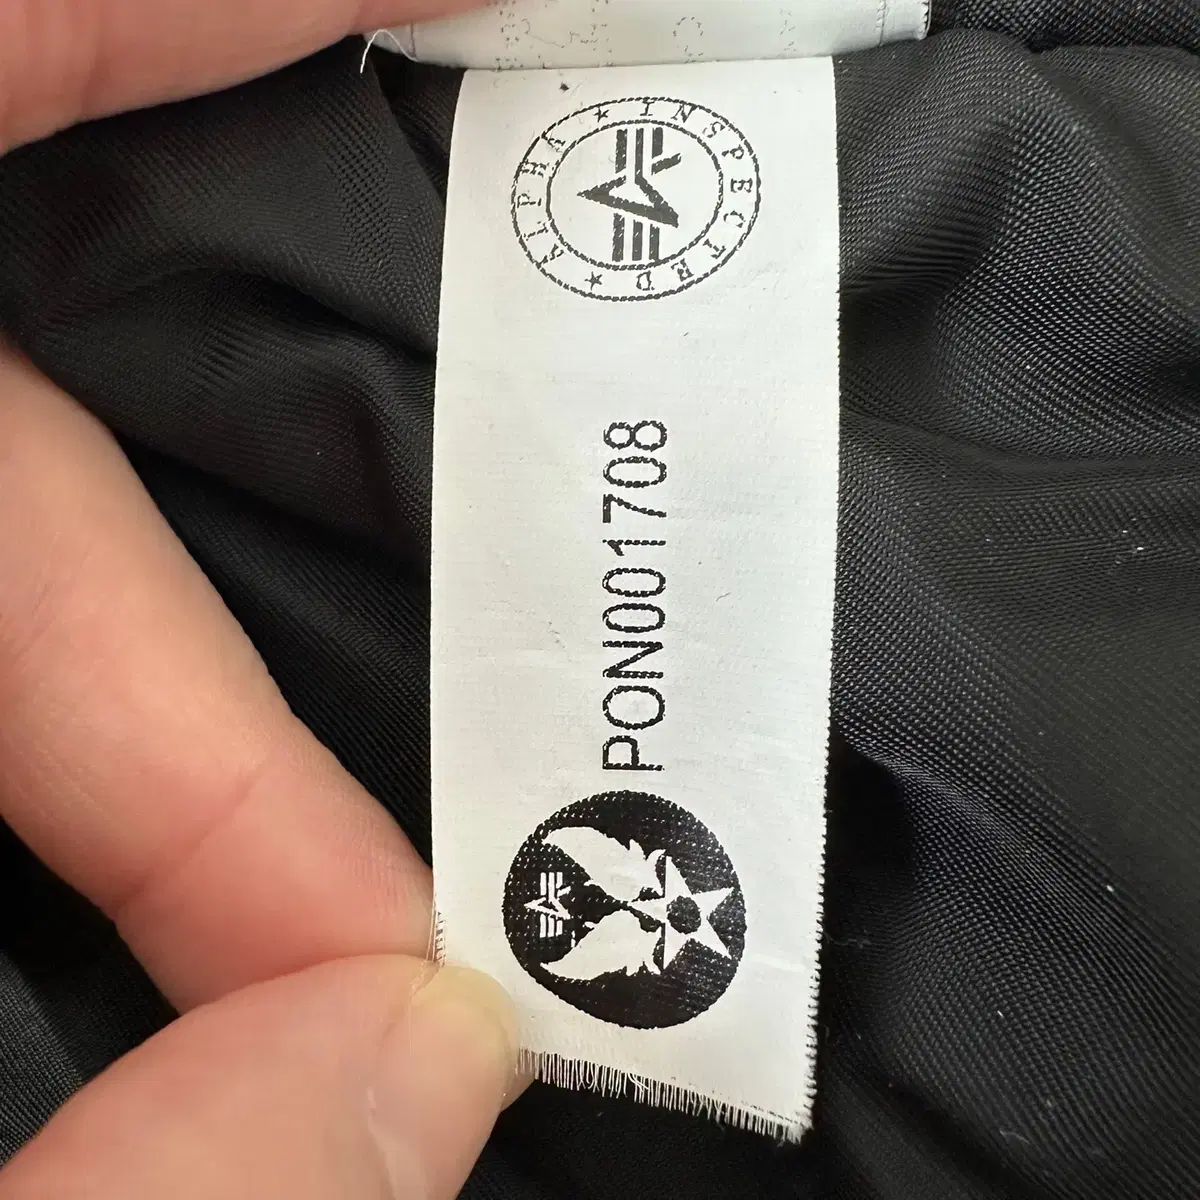 ALPHA ★ INSPECTED ★
PON001708